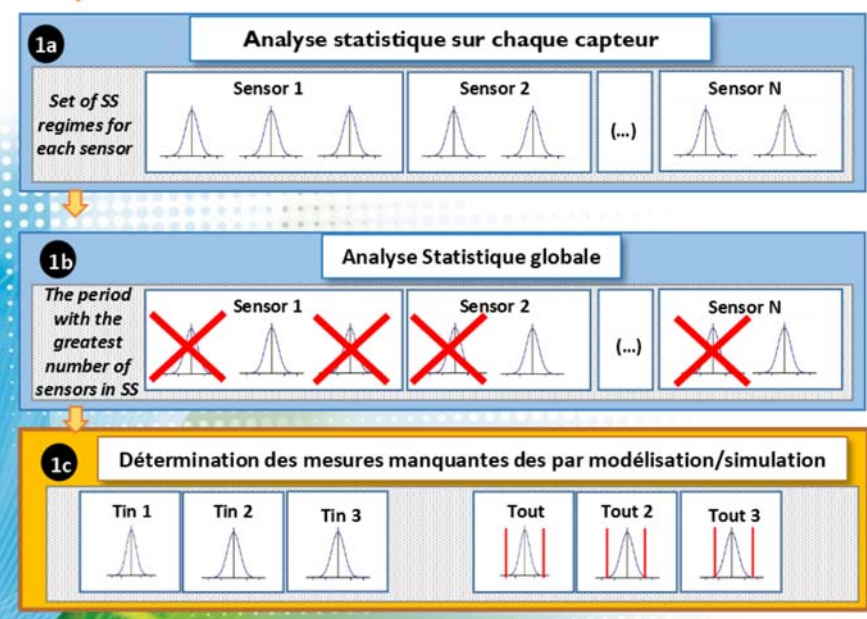 1a
Analyse statistique sur chaque capteur
Set of SS
regimes for
each sensor
Sensor 1
Sensor 2
(...)
Sensor N
1b
Analyse Statistique globale
The period
with the
greatest
number of
sensors in SS
Sensor 1
Sensor 2
(...)
Sensor N
1c
Détermination des mesures manquantes des par modélisation/simulation
Tin 1
Tin 2
Tin 3
Tout
Tout 2
Tout 3